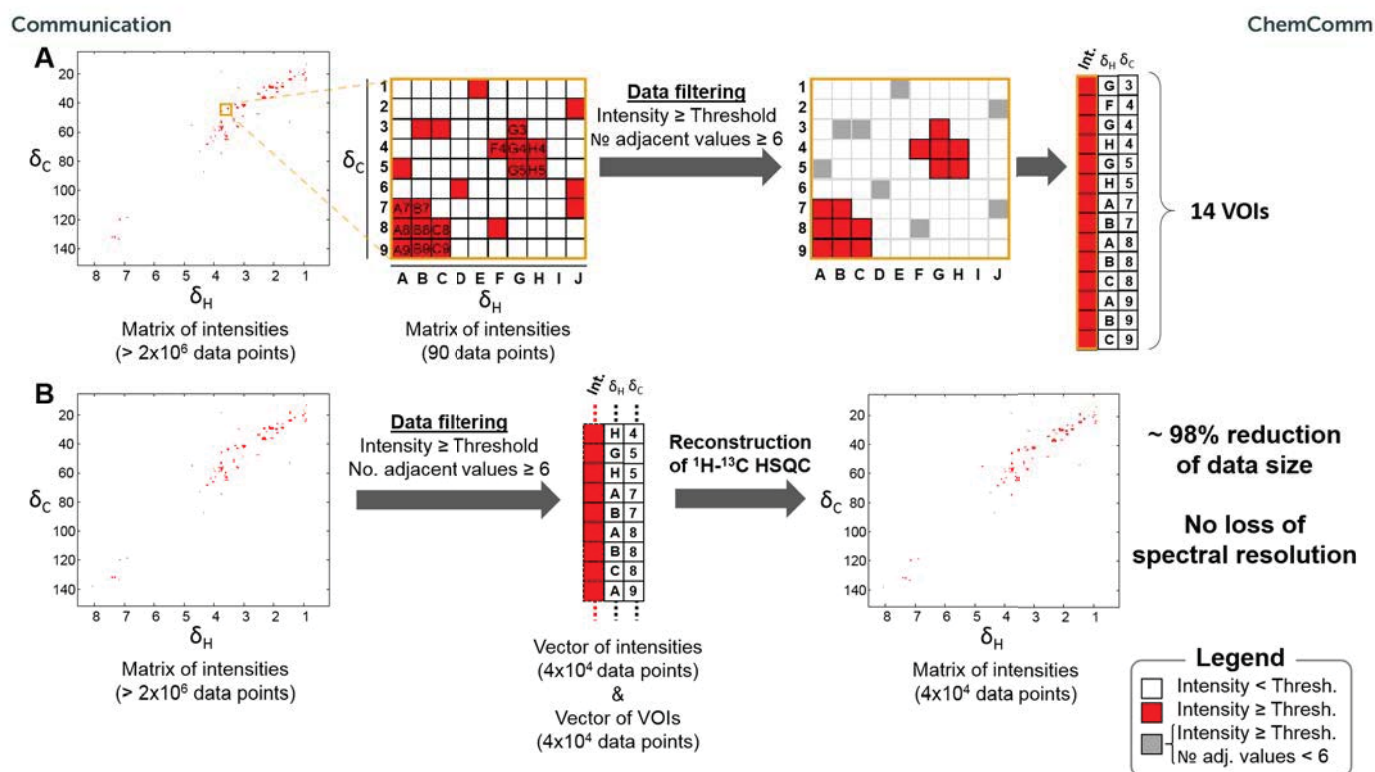 Communication
ChemComm
A
20
40
60
80
100
120
140
δC
8 7 6 5 4 3 2 1
δH
Matrix of intensities
(> 2x10⁶ data points)
δC
1
2
3
4
5
6
7
8
9
G3
F4 G4 H4
G5 H5
A7 B7
A8 B8 C8
A9 B9 C9
A B C D E F G H I J
δH
Matrix of intensities
(90 data points)
Data filtering
Intensity ≥ Threshold
№ adjacent values ≥ 6
1
2
3
4
5
6
7
8
9
A B C D E F G H I J
Int. δH δC
G 3
F 4
G 4
H 4
G 5
H 5
A 7
B 7
A 8
B 8
C 8
A 9
B 9
C 9
14 VOIs
B
20
40
60
80
100
120
140
δC
8 7 6 5 4 3 2 1
δH
Matrix of intensities
(> 2x10⁶ data points)
Data filtering
Intensity ≥ Threshold
No. adjacent values ≥ 6
Int. δH δC
H 4
G 5
H 5
A 7
B 7
A 8
B 8
C 8
A 9
Vector of intensities
(4x10⁴ data points)
&
Vector of VOIs
(4x10⁴ data points)
Reconstruction
of ¹H-¹³C HSQC
20
40
60
80
100
120
140
δC
8 7 6 5 4 3 2 1
δH
Matrix of intensities
(4x10⁴ data points)
~ 98% reduction
of data size
No loss of
spectral resolution
Legend
Intensity < Thresh.
Intensity ≥ Thresh.
Intensity ≥ Thresh.
№ adj. values < 6